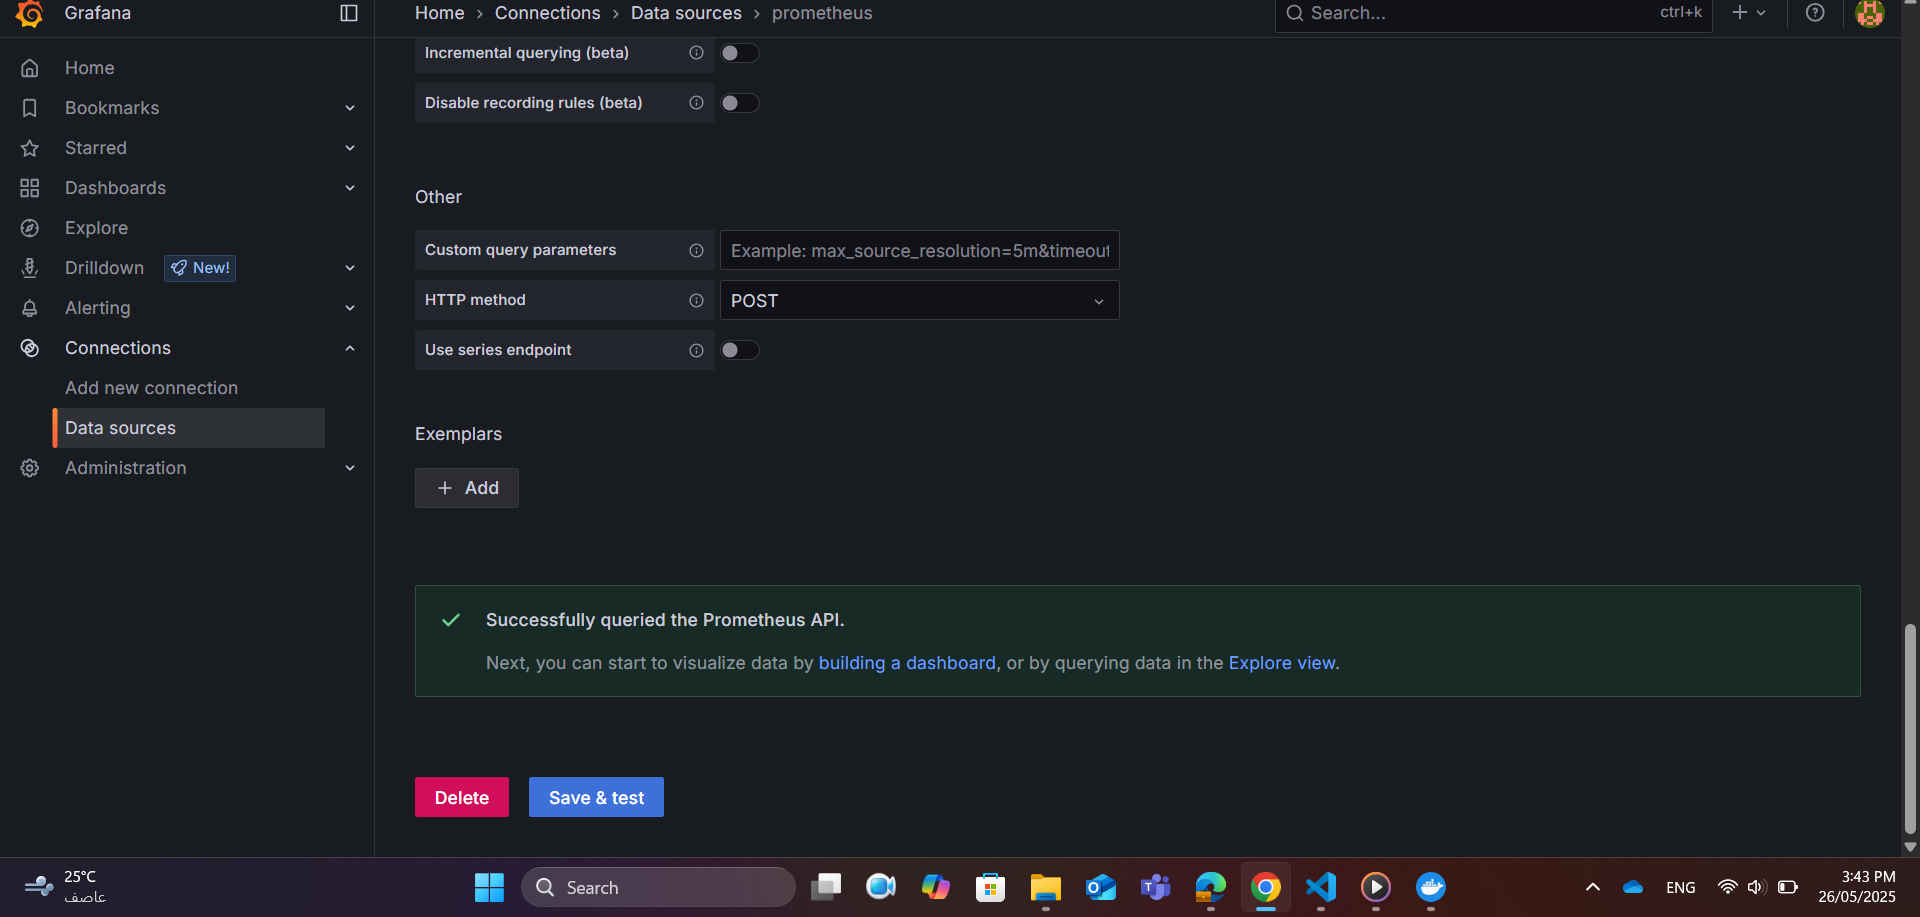 Grafana
Home › Connections › Data sources › prometheus
Search... ctrl+k
Home
Bookmarks
Starred
Dashboards
Explore
Drilldown New!
Alerting
Connections
Add new connection
Data sources
Administration
Incremental querying (beta)
Disable recording rules (beta)
Other
Custom query parameters Example: max_source_resolution=5m&timeout
HTTP method POST
Use series endpoint
Exemplars
+ Add
Successfully queried the Prometheus API.
Next, you can start to visualize data by building a dashboard, or by querying data in the Explore view.
Delete Save & test
25°C
عاصف
Search
ENG
3:43 PM
26/05/2025